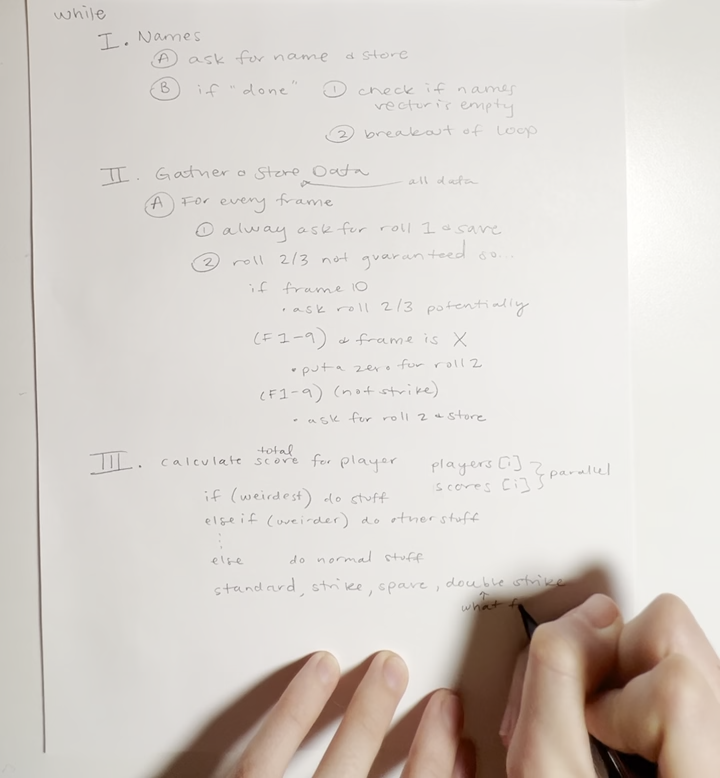 while
I. Names
A ask for name & store
B if "done" 1 check if names
vector is empty
2 breakout of loop
II. Gather & Store Data
all data
A For every frame
1 alway ask for roll 1 & save
2 roll 2/3 not guaranteed so...
if frame 10
• ask roll 2/3 potentially
(F1-9) & frame is X
• put a zero for roll 2
(F1-9) (not strike)
• ask for roll 2 & store
III. calculate total score for player players [i] } parallel
scores [i]
if (weirdest) do stuff
else if (weirder) do other stuff
⋮
else do normal stuff
standard, strike, spare, double strike
↑
what f